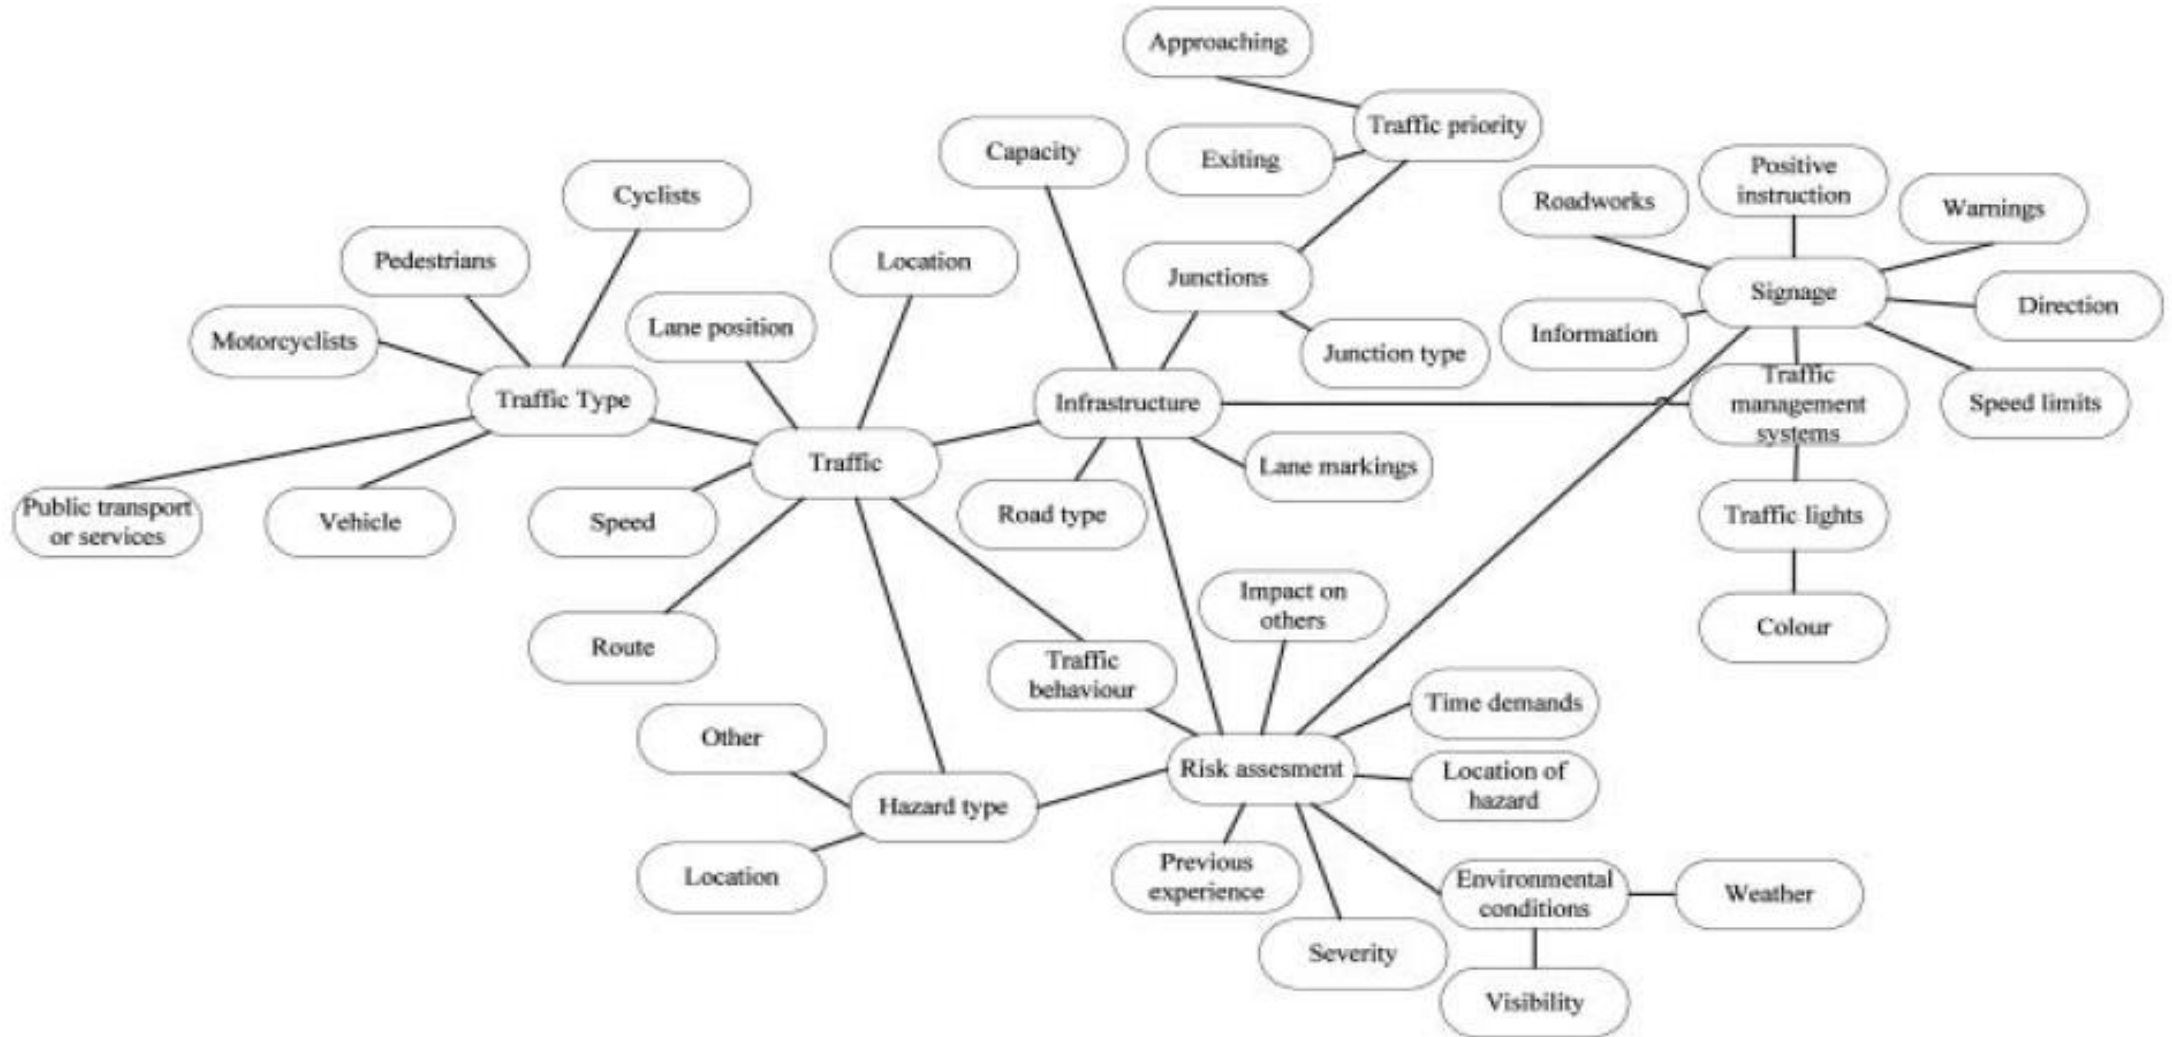 Approaching
Traffic priority
Capacity
Exiting
Positive
instruction
Cyclists
Roadworks
Warnings
Pedestrians
Location
Junctions
Signage
Direction
Motorcyclists
Lane position
Information
Junction type
Traffic Type
Infrastructure
Traffic
management
systems
Speed limits
Traffic
Lane markings
Public transport
or services
Vehicle
Speed
Road type
Traffic lights
Impact on
others
Colour
Route
Traffic
behaviour
Time demands
Other
Risk assesment
Location of
hazard
Hazard type
Location
Previous
experience
Environmental
conditions
Weather
Severity
Visibility